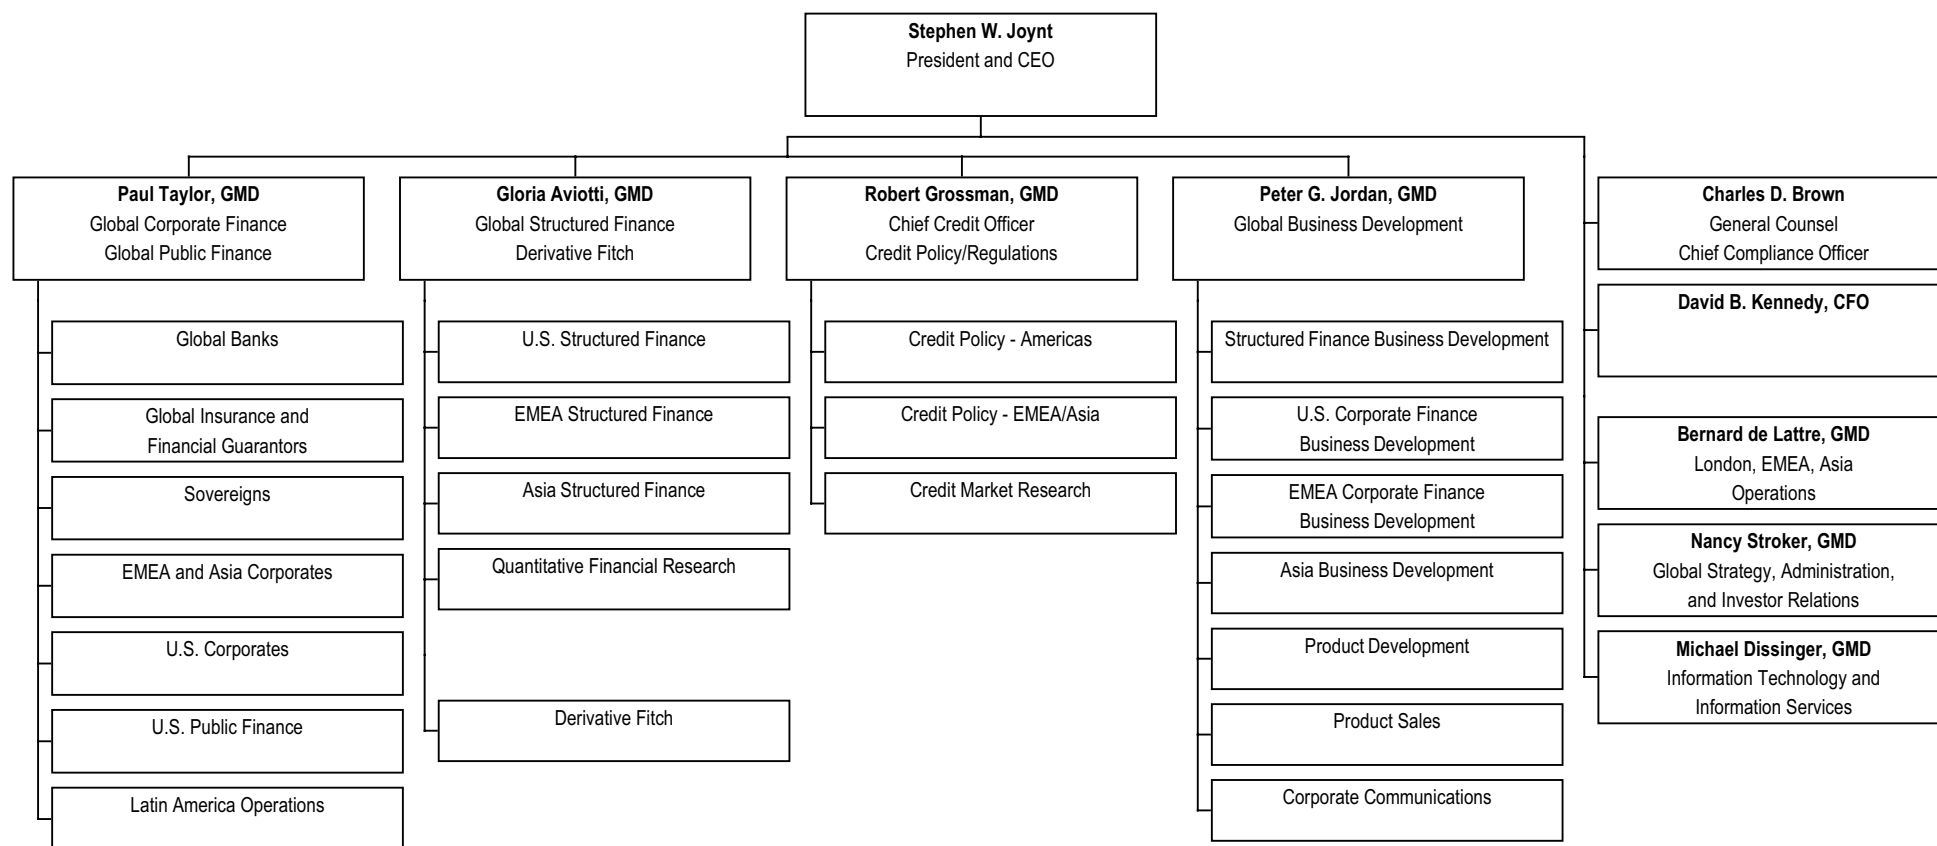 Stephen W. Joynt
President and CEO
Paul Taylor, GMD
Global Corporate Finance
Global Public Finance
Global Banks
Global Insurance and
Financial Guarantors
Sovereigns
EMEA and Asia Corporates
U.S. Corporates
U.S. Public Finance
Latin America Operations
Gloria Aviotti, GMD
Global Structured Finance
Derivative Fitch
U.S. Structured Finance
EMEA Structured Finance
Asia Structured Finance
Quantitative Financial Research
Derivative Fitch
Robert Grossman, GMD
Chief Credit Officer
Credit Policy/Regulations
Credit Policy - Americas
Credit Policy - EMEA/Asia
Credit Market Research
Peter G. Jordan, GMD
Global Business Development
Structured Finance Business Development
U.S. Corporate Finance
Business Development
EMEA Corporate Finance
Business Development
Asia Business Development
Product Development
Product Sales
Corporate Communications
Charles D. Brown
General Counsel
Chief Compliance Officer
David B. Kennedy, CFO
Bernard de Lattre, GMD
London, EMEA, Asia
Operations
Nancy Stroker, GMD
Global Strategy, Administration,
and Investor Relations
Michael Dissinger, GMD
Information Technology and
Information Services